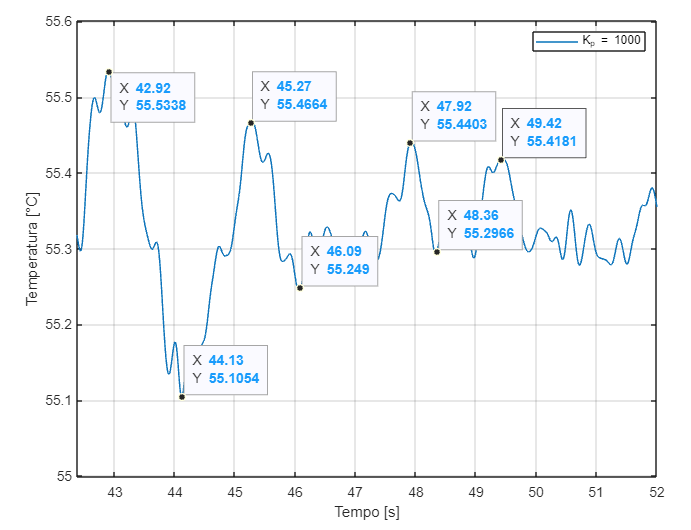 55.6
55.5
55.4
55.3
55.2
55.1
55
Temperatura [°C]
Kₚ = 1000
X 42.92
Y 55.5338
X 45.27
Y 55.4664
X 47.92
Y 55.4403
X 49.42
Y 55.4181
X 48.36
Y 55.2966
X 46.09
Y 55.249
X 44.13
Y 55.1054
43 44 45 46 47 48 49 50 51 52
Tempo [s]